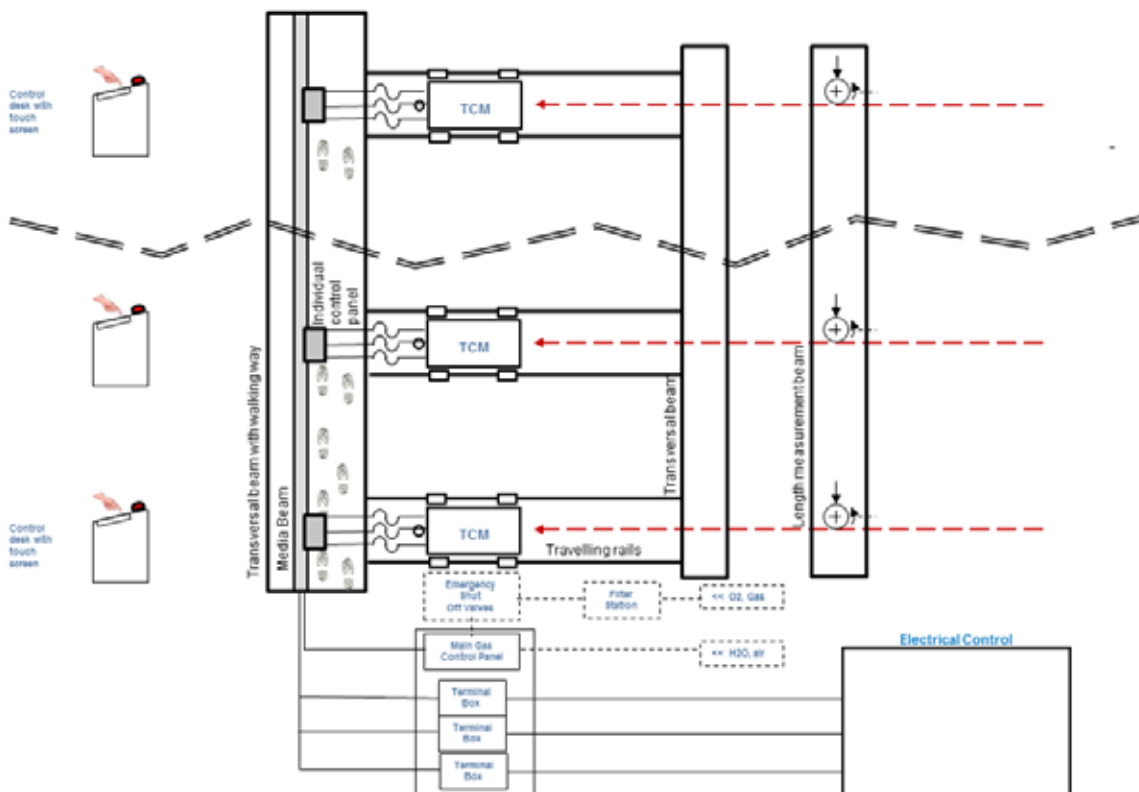 Control
desk with
touch
screen
TCM
Individual
control
panel
TCM
Transversal beam with walking way
Media Beam
Transversal beam
Length measurement beam
Control
desk with
touch
screen
TCM
Travelling rails
Emergency
Shut
Off Valves
Filter
Station
<< O2, Gas
Main Gas
Control Panel
<< H2O, air
Electrical Control
Terminal
Box
Terminal
Box
Terminal
Box